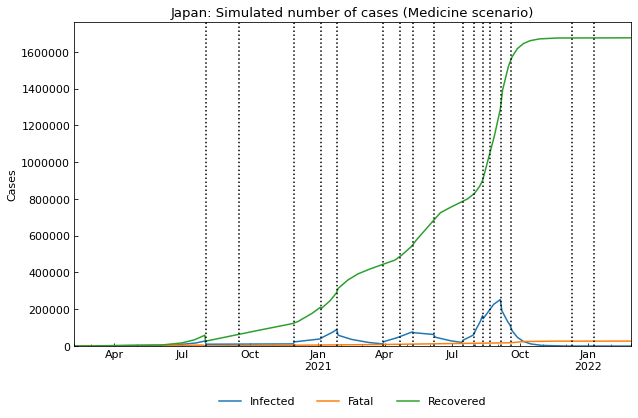 Japan: Simulated number of cases (Medicine scenario)
1600000
1400000
1200000
1000000
800000
600000
400000
200000
0
Cases
Apr Jul Oct Jan Apr Jul Oct Jan
2021 2022
Infected Fatal Recovered